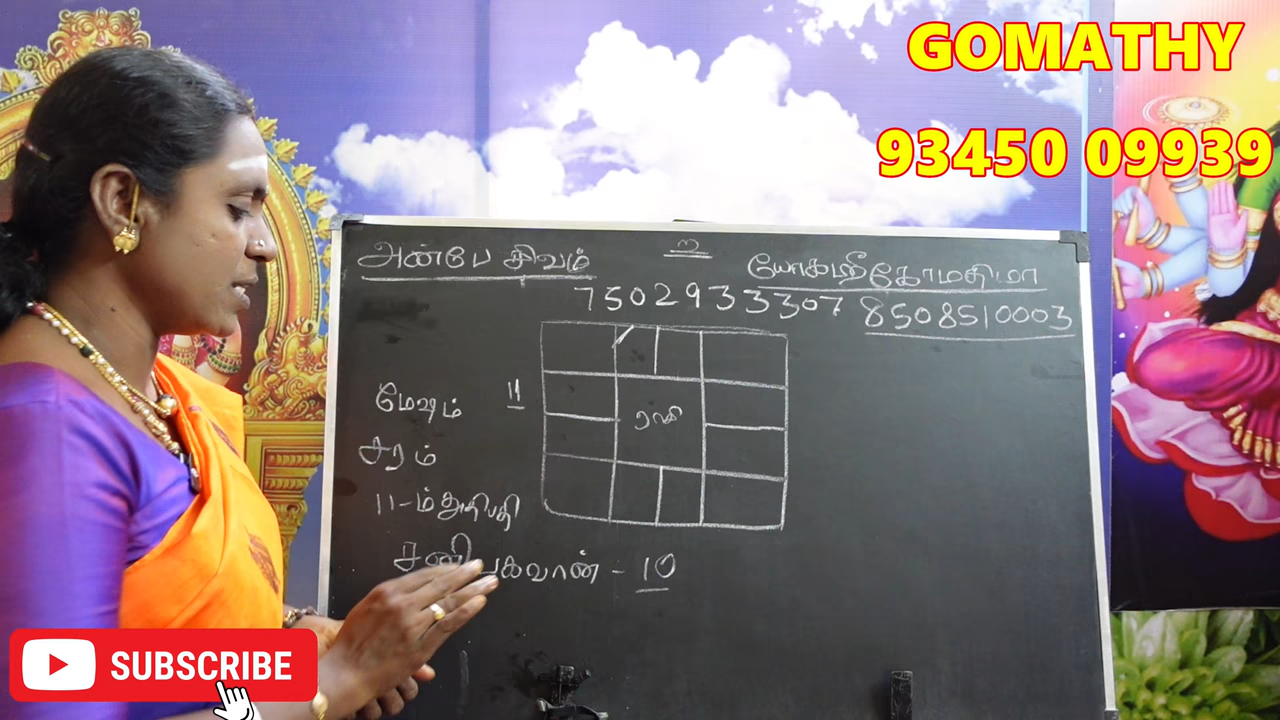 GOMATHY
93450 09939
அன்பே சிவம் உ யோகஸ்ரீ கோமதிமா
7502933307 8508510003
மேஷம் 11
ராசி
சரம்
11-ம் அதிபதி
சனிபகவான் - 10
SUBSCRIBE